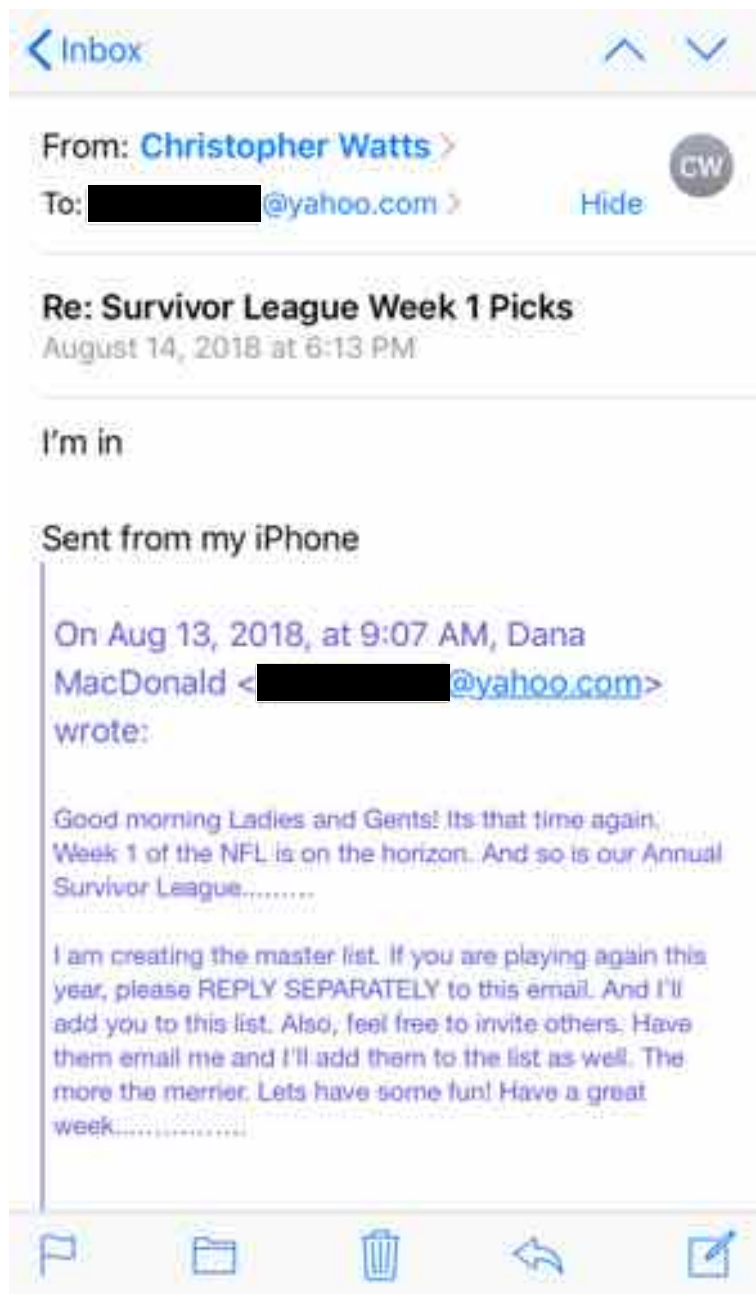 Inbox
From: Christopher Watts
CW
To: @yahoo.com
Hide
Re: Survivor League Week 1 Picks
August 14, 2018 at 6:13 PM
I'm in
Sent from my iPhone
On Aug 13, 2018, at 9:07 AM, Dana
MacDonald < @yahoo.com>
wrote:
Good morning Ladies and Gents! Its that time again.
Week 1 of the NFL is on the horizon. And so is our Annual
Survivor League.........
I am creating the master list. If you are playing again this
year, please REPLY SEPARATELY to this email. And I'll
add you to this list. Also, feel free to invite others. Have
them email me and I'll add them to the list as well. The
more the merrier. Lets have some fun! Have a great
week.................